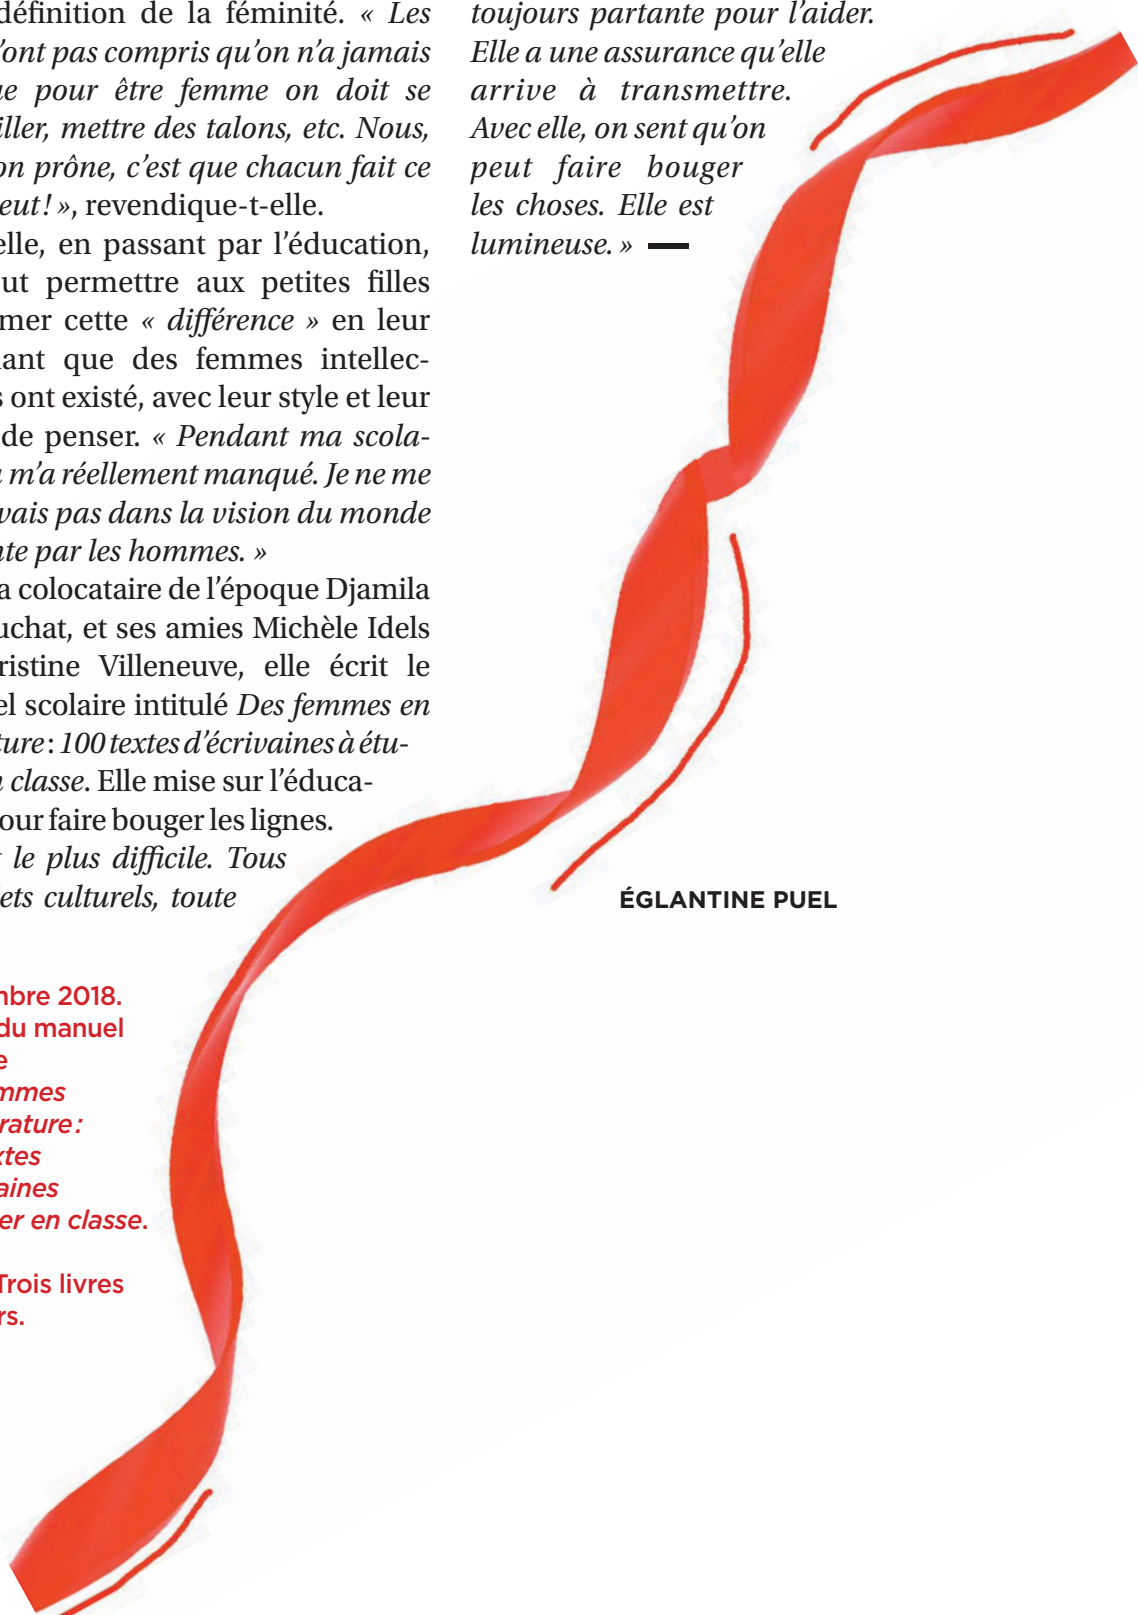 définition de la féminité. « Les
'ont pas compris qu'on n'a jamais
ue pour être femme on doit se
iller, mettre des talons, etc. Nous,
on prône, c'est que chacun fait ce
eut ! », revendique-t-elle.
elle, en passant par l'éducation,
ut permettre aux petites filles
mer cette « différence » en leur
ant que des femmes intellec-
s ont existé, avec leur style et leur
de penser. « Pendant ma scola-
a m'a réellement manqué. Je ne me
vais pas dans la vision du monde
nte par les hommes. »
a colocataire de l'époque Djamila
uchat, et ses amies Michèle Idels
ristine Villeneuve, elle écrit le
el scolaire intitulé Des femmes en
ture : 100 textes d'écrivaines à étu-
n classe. Elle mise sur l'éduca-
our faire bouger les lignes.
t le plus difficile. Tous
ets culturels, toute
toujours partante pour l'aider.
Elle a une assurance qu'elle
arrive à transmettre.
Avec elle, on sent qu'on
peut faire bouger
les choses. Elle est
lumineuse. » —
ÉGLANTINE PUEL
mbre 2018.
du manuel
e
mmes
rature :
xtes
aines
er en classe.
Trois livres
rs.